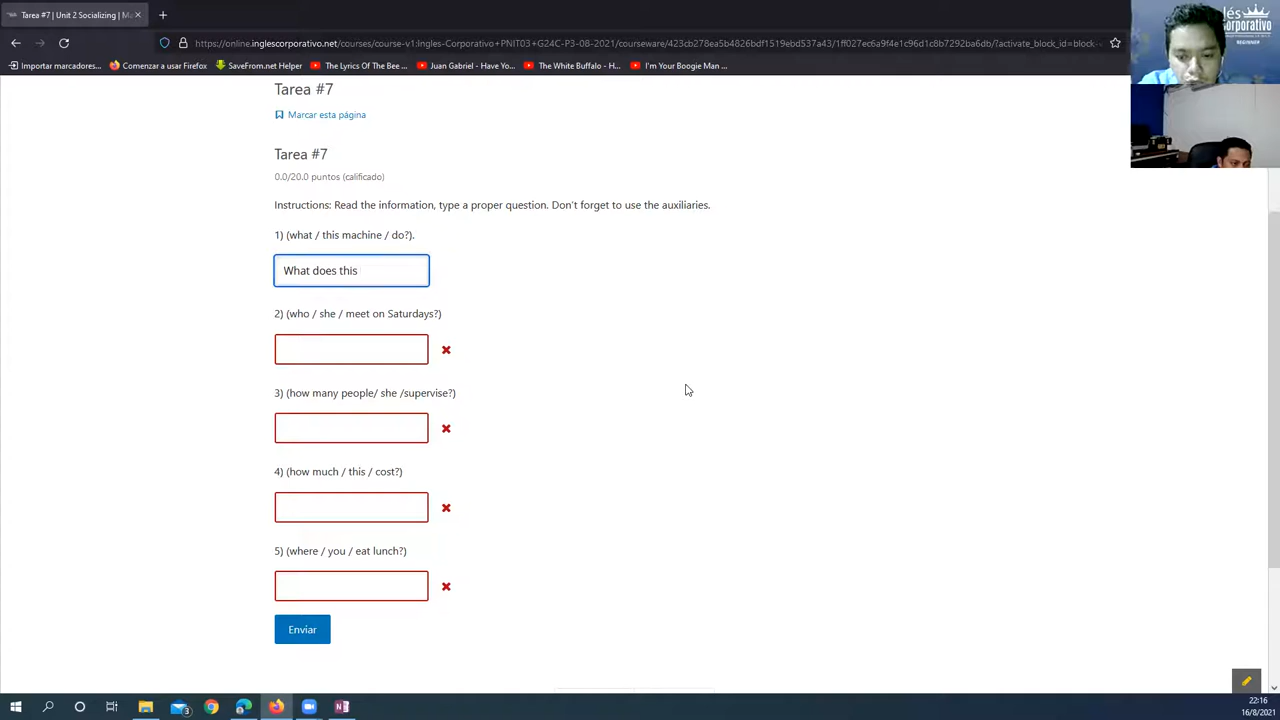 Tarea #7 | Unit 2 Socializing | Ma
https://online.inglescorporativo.net/courses/course-v1:Ingles-Corporativo+PNIT03+G24C-P3-08-2021/courseware/423cb278ea5b4826bdf1519ebd537a43/1ff027ec6a9f4e1c96d1c8b7292ba6db/?activate_block_id=block-
Importar marcadores...
Comenzar a usar Firefox
SaveFrom.net Helper
The Lyrics Of The Bee ...
Juan Gabriel - Have Yo...
The White Buffalo - H...
I'm Your Boogie Man ...
lés
Corporativo
BEGINNER
Tarea #7
Marcar esta página
Tarea #7
0.0/20.0 puntos (calificado)
Instructions: Read the information, type a proper question. Don't forget to use the auxiliaries.
1) (what / this machine / do?).
What does this
2) (who / she / meet on Saturdays?)
3) (how many people/ she /supervise?)
4) (how much / this / cost?)
5) (where / you / eat lunch?)
Enviar
3
22:16
16/8/2021